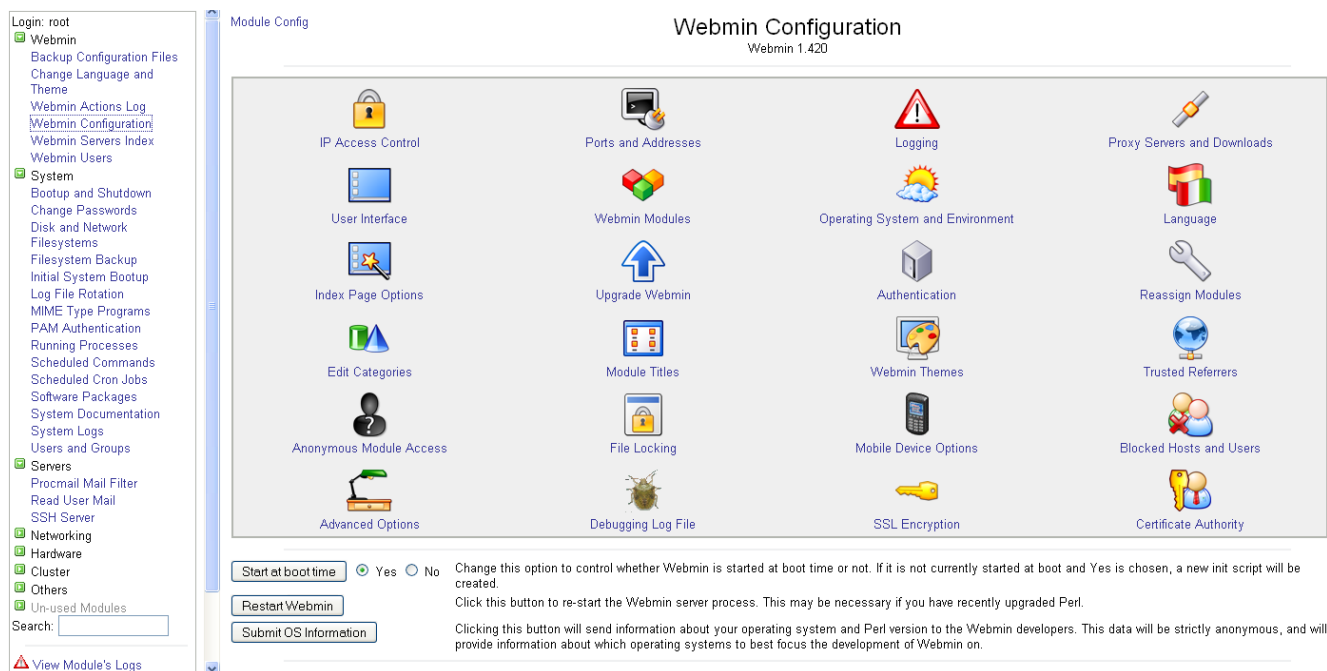 Login: root
Webmin
Backup Configuration Files
Change Language and
Theme
Webmin Actions Log
Webmin Configuration
Webmin Servers Index
Webmin Users
System
Bootup and Shutdown
Change Passwords
Disk and Network
Filesystems
Filesystem Backup
Initial System Bootup
Log File Rotation
MIME Type Programs
PAM Authentication
Running Processes
Scheduled Commands
Scheduled Cron Jobs
Software Packages
System Documentation
System Logs
Users and Groups
Servers
Procmail Mail Filter
Read User Mail
SSH Server
Networking
Hardware
Cluster
Others
Un-used Modules
Search:
View Module's Logs
Module Config
Webmin Configuration
Webmin 1.420
IP Access Control
Ports and Addresses
Logging
Proxy Servers and Downloads
User Interface
Webmin Modules
Operating System and Environment
Language
Index Page Options
Upgrade Webmin
Authentication
Reassign Modules
Edit Categories
Module Titles
Webmin Themes
Trusted Referrers
Anonymous Module Access
File Locking
Mobile Device Options
Blocked Hosts and Users
Advanced Options
Debugging Log File
SSL Encryption
Certificate Authority
Start at boot time Yes No
Change this option to control whether Webmin is started at boot time or not. If it is not currently started at boot and Yes is chosen, a new init script will be
created.
Restart Webmin
Click this button to re-start the Webmin server process. This may be necessary if you have recently upgraded Perl.
Submit OS Information
Clicking this button will send information about your operating system and Perl version to the Webmin developers. This data will be strictly anonymous, and will
provide information about which operating systems to best focus the development of Webmin on.